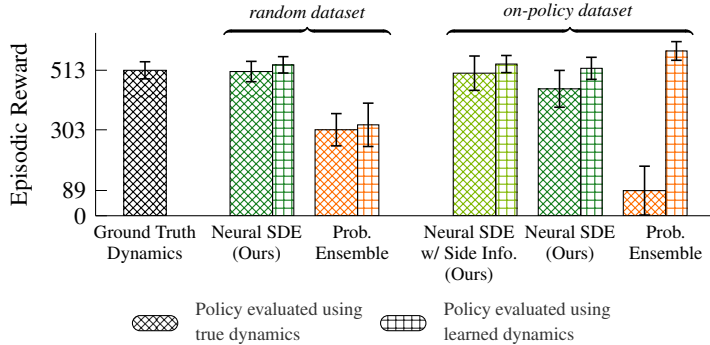 random dataset
on-policy dataset
Episodic Reward
513
303
89
0
Ground Truth
Dynamics
Neural SDE
(Ours)
Prob.
Ensemble
Neural SDE
w/ Side Info.
(Ours)
Neural SDE
(Ours)
Prob.
Ensemble
Policy evaluated using
true dynamics
Policy evaluated using
learned dynamics